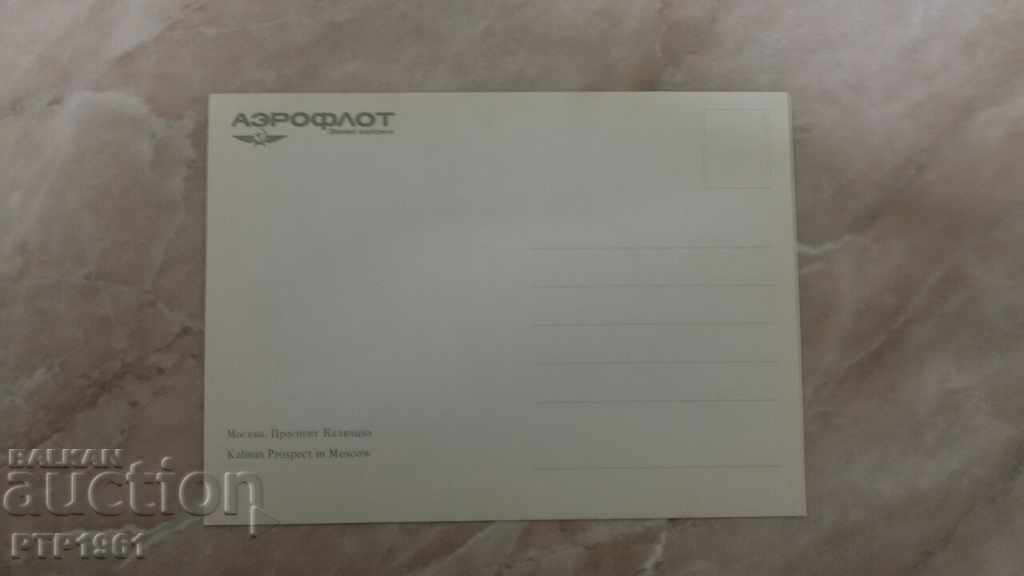 АЭРОФЛОТ
Москва. Проспект Калинина
Kalinin Prospect in Moscow
BALKAN
auction
PTP1961